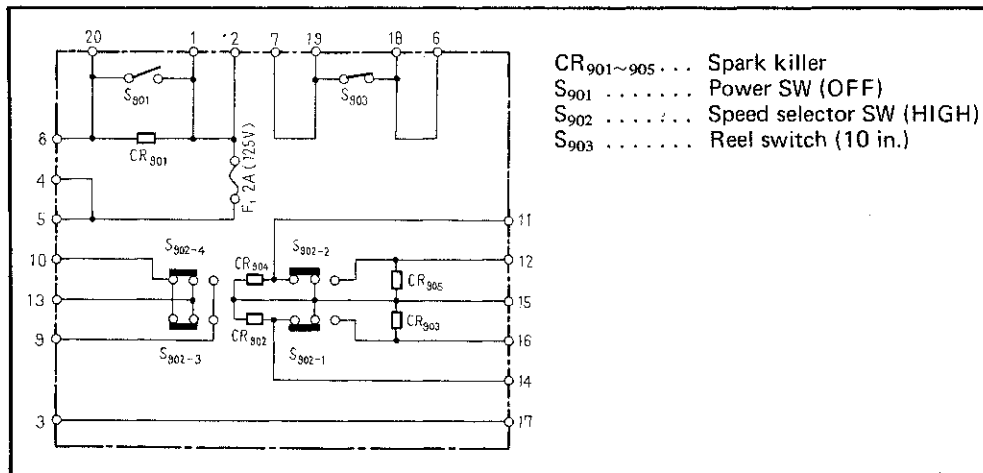 20 1 2 7 19 18 6
S901 S903
6
CR901
4
F1 2A (125V)
5
11
10 S902-4 S902-2 12
CR904 CR905
13 15
CR902 CR903
9 16
S902-3 S902-1
14
3 17
CR901~905... Spark killer
S901 ....... Power SW (OFF)
S902 ....... Speed selector SW (HIGH)
S903 ....... Reel switch (10 in.)